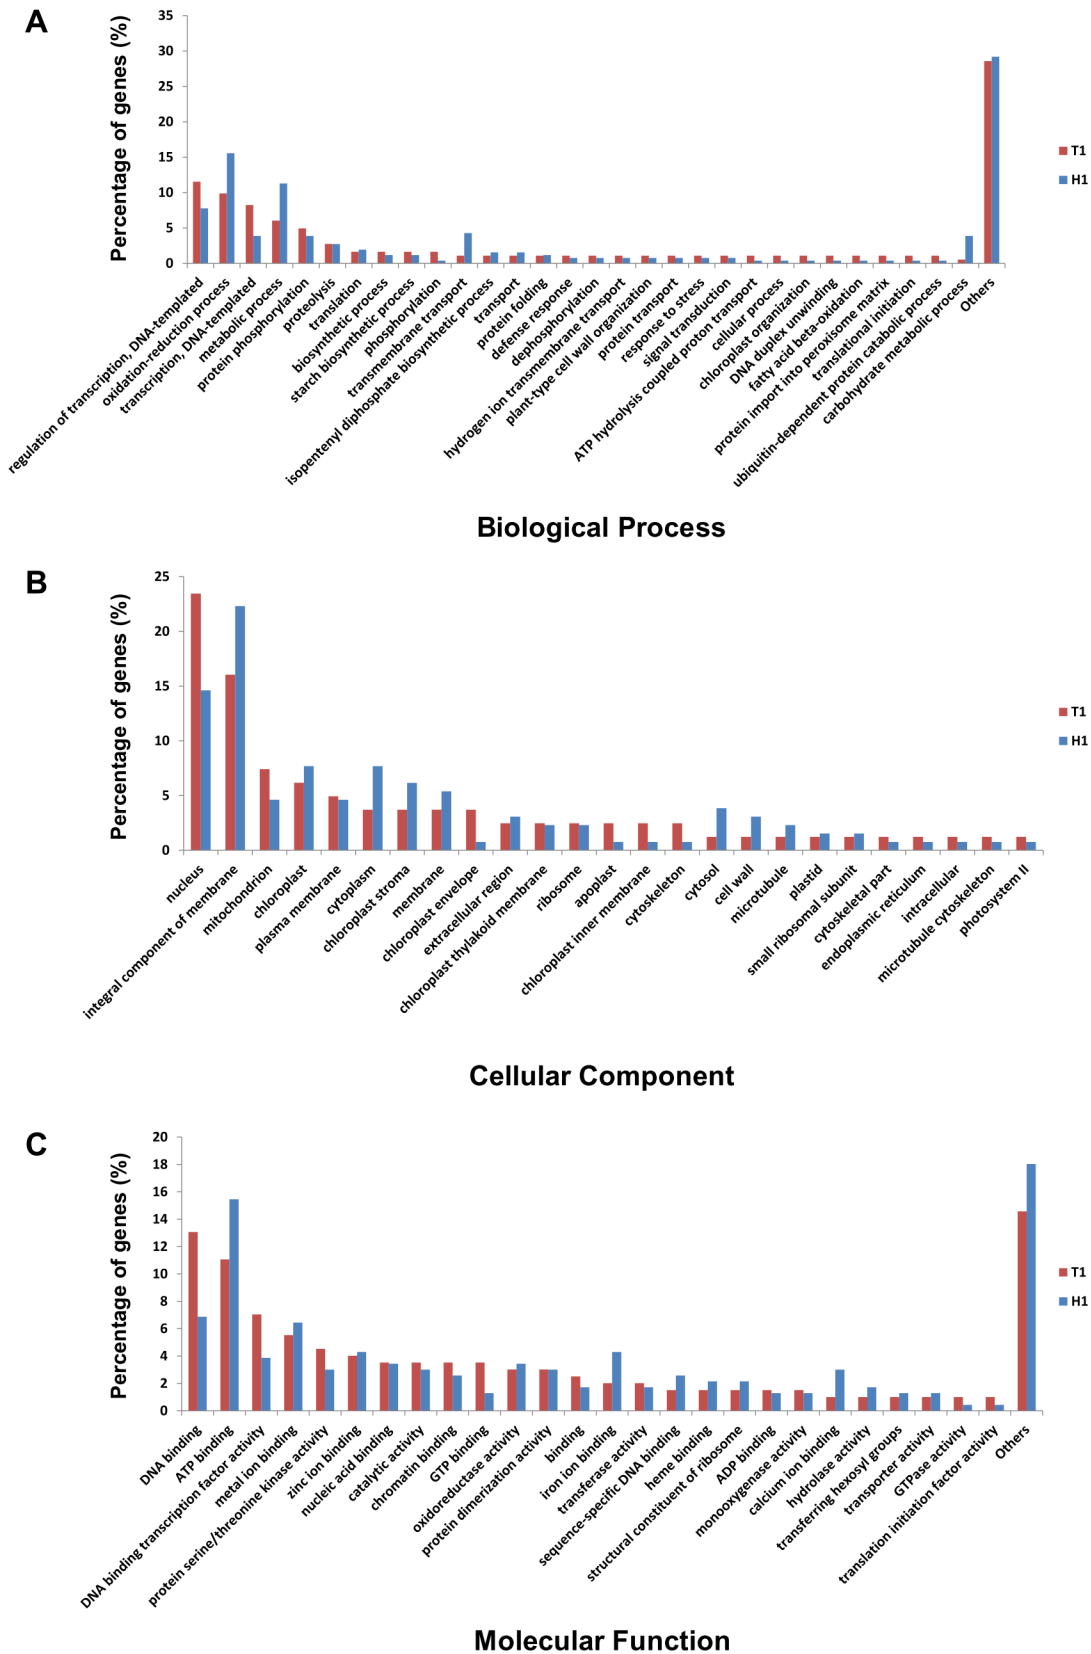 A
Percentage of genes (%)
35
30
25
20
15
10
5
0
T1
H1
regulation of transcription, DNA-templated
oxidation-reduction process
transcription, DNA-templated
metabolic process
protein phosphorylation
proteolysis
translation
biosynthetic process
starch biosynthetic process
phosphorylation
transmembrane transport
isopentenyl diphosphate biosynthetic process
transport
protein folding
defense response
dephosphorylation
hydrogen ion transmembrane transport
plant-type cell wall organization
protein transport
response to stress
signal transduction
ATP hydrolysis coupled proton transport
cellular process
chloroplast organization
DNA duplex unwinding
fatty acid beta-oxidation
protein import into peroxisome matrix
translational initiation
ubiquitin-dependent protein catabolic process
carbohydrate metabolic process
Others
Biological Process
B
Percentage of genes (%)
25
20
15
10
5
0
T1
H1
nucleus
integral component of membrane
mitochondrion
chloroplast
plasma membrane
cytoplasm
chloroplast stroma
membrane
chloroplast envelope
extracellular region
chloroplast thylakoid membrane
ribosome
apoplast
chloroplast inner membrane
cytoskeleton
cytosol
cell wall
microtubule
plastid
small ribosomal subunit
cytoskeletal part
endoplasmic reticulum
intracellular
microtubule cytoskeleton
photosystem II
Cellular Component
C
Percentage of genes (%)
20
18
16
14
12
10
8
6
4
2
0
T1
H1
DNA binding
ATP binding
DNA binding transcription factor activity
metal ion binding
protein serine/threonine kinase activity
zinc ion binding
nucleic acid binding
catalytic activity
chromatin binding
GTP binding
oxidoreductase activity
protein dimerization activity
binding
iron ion binding
transferase activity
sequence-specific DNA binding
heme binding
structural constituent of ribosome
ADP binding
monooxygenase activity
calcium ion binding
hydrolase activity
transferring hexosyl groups
transporter activity
GTPase activity
translation initiation factor activity
Others
Molecular Function